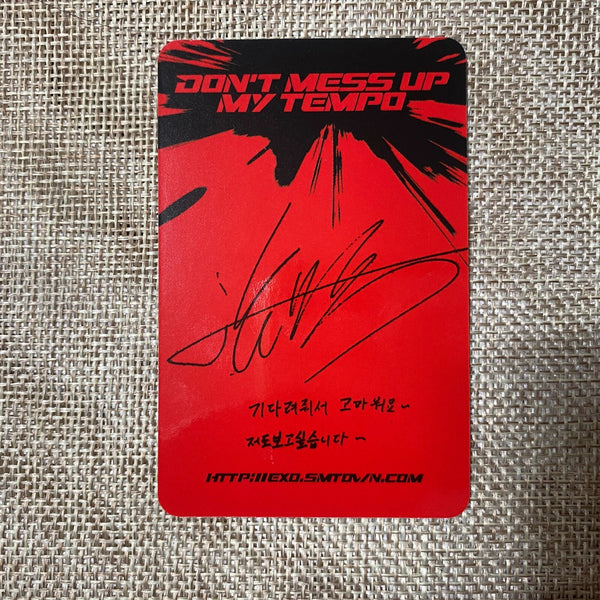 DON'T MESS UP
MY TEMPO
기다려줘서 고마워요~
저도보고싶습니다~
HTTP://EXO.SMTOWN.COM